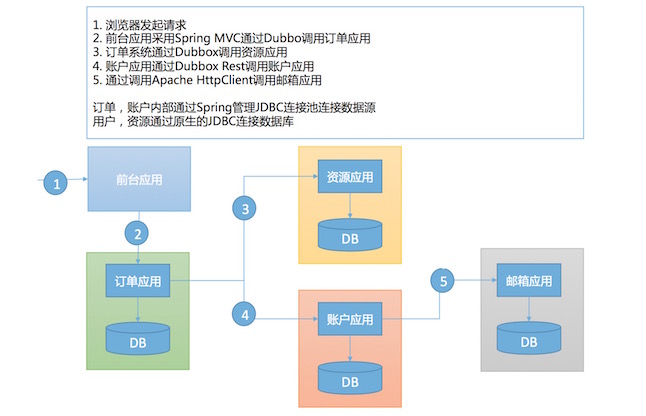 1. 浏览器发起请求
2. 前台应用采用Spring MVC通过Dubbo调用订单应用
3. 订单系统通过Dubbox调用资源应用
4. 账户应用通过Dubbox Rest调用账户应用
5. 通过调用Apache HttpClient调用邮箱应用
订单，账户内部通过Spring管理JDBC连接池连接数据源
用户，资源通过原生的JDBC连接数据库
1
前台应用
资源应用
3
DB
2
订单应用
DB
4
账户应用
DB
5
邮箱应用
DB